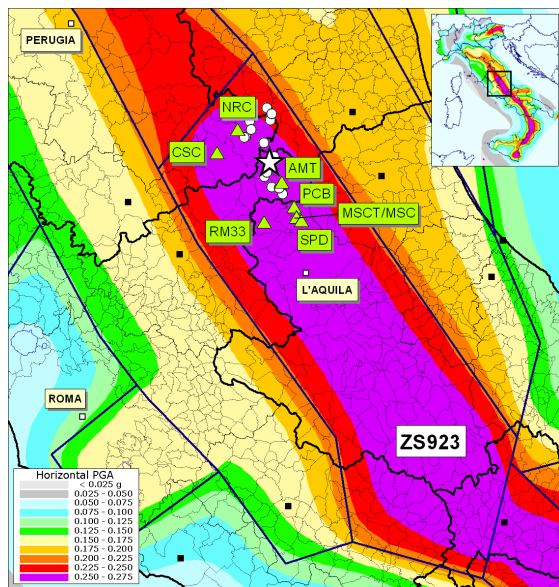 PERUGIA
NRC
CSC
AMT
PCB
MSCT/MSC
RM33
SPD
L'AQUILA
ROMA
ZS923
Horizontal PGA
< 0.025 g
0.025 - 0.050
0.050 - 0.075
0.075 - 0.100
0.100 - 0.125
0.125 - 0.150
0.150 - 0.175
0.175 - 0.200
0.200 - 0.225
0.225 - 0.250
0.250 - 0.275